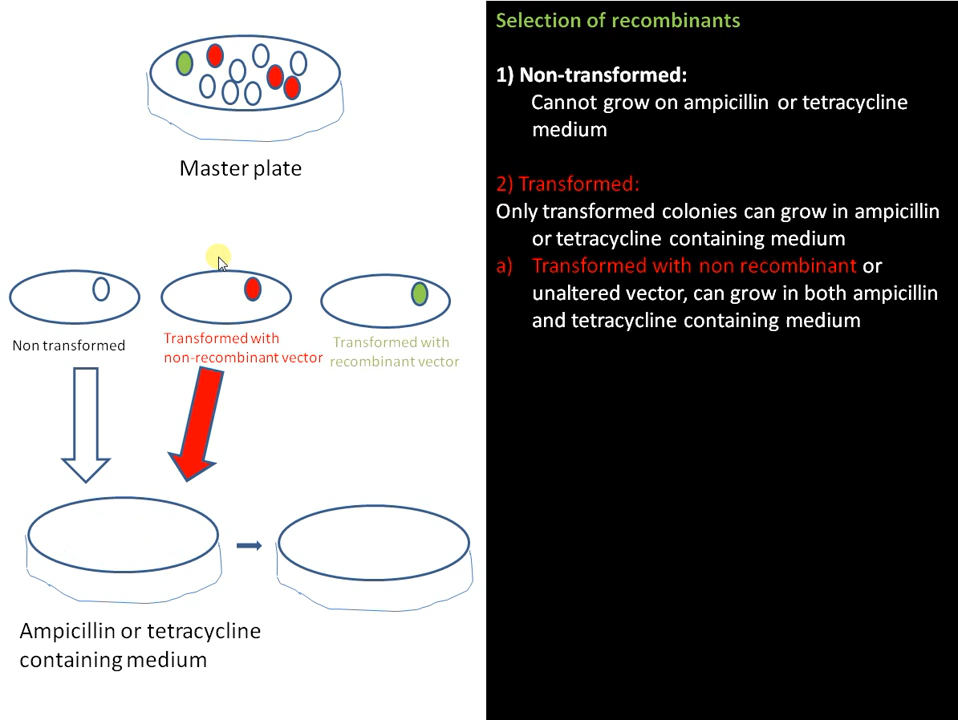 Master plate
Non transformed
Transformed with
non-recombinant vector
Transformed with
recombinant vector
Ampicillin or tetracycline
containing medium
Selection of recombinants
1) Non-transformed:
Cannot grow on ampicillin or tetracycline
medium
2) Transformed:
Only transformed colonies can grow in ampicillin
or tetracycline containing medium
a) Transformed with non recombinant or
unaltered vector, can grow in both ampicillin
and tetracycline containing medium